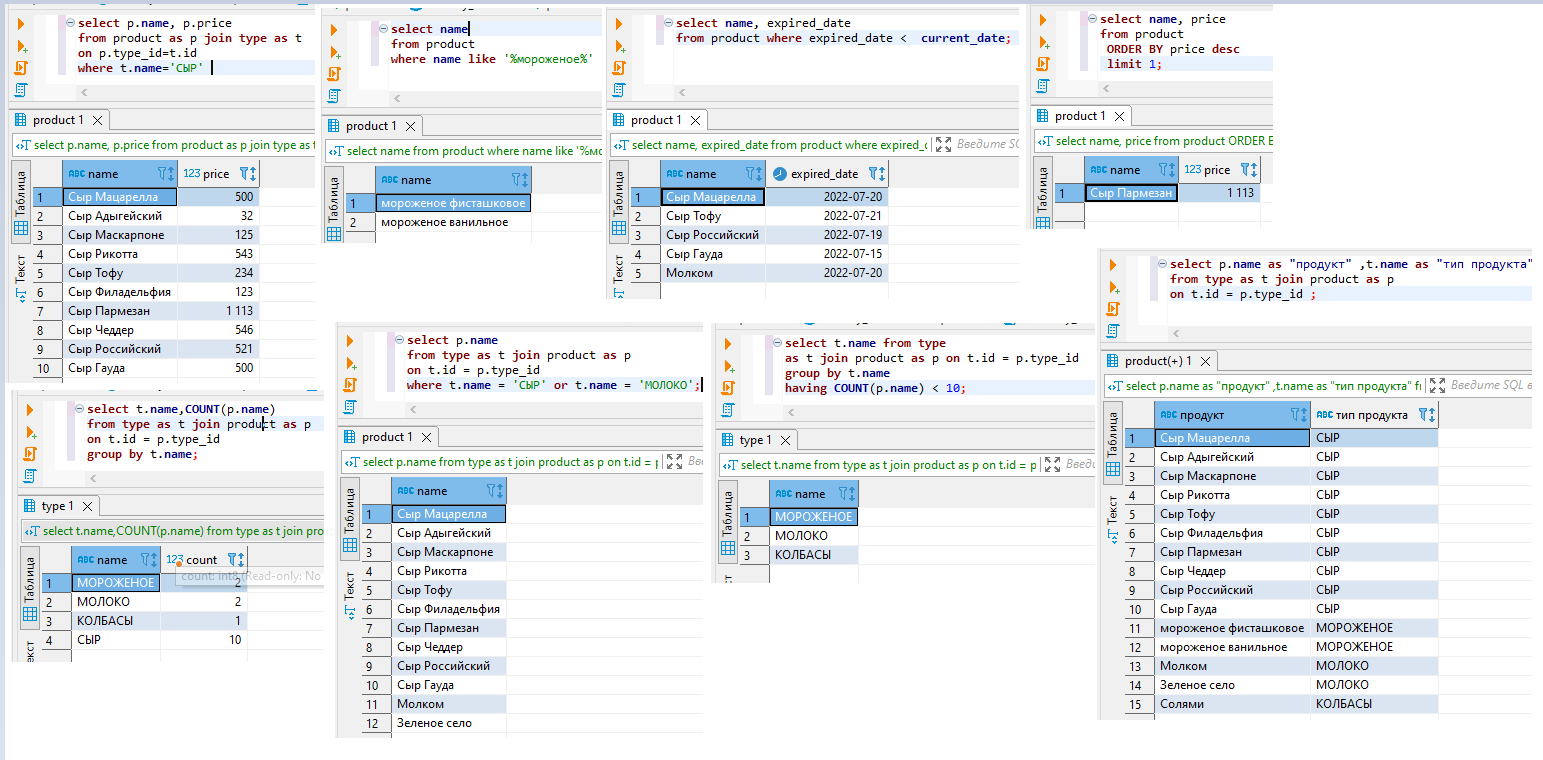 select p.name, p.price
from product as p join type as t
on p.type_id=t.id
where t.name='СЫР'
product 1
select p.name, p.price from product as p join type as t
Таблица
Текст
ABC name 123 price
1 Сыр Мацарелла 500
2 Сыр Адыгейский 32
3 Сыр Маскарпоне 125
4 Сыр Рикотта 543
5 Сыр Тофу 234
6 Сыр Филадельфия 123
7 Сыр Пармезан 1 113
8 Сыр Чеддер 546
9 Сыр Российский 521
10 Сыр Гауда 500
select name
from product
where name like '%мороженое%'
product 1
select name from product where name like '%мо
Таблица
ABC name
1 мороженое фисташковое
2 мороженое ванильное
select name, expired_date
from product where expired_date < current_date;
product 1
select name, expired_date from product where expired_c
Введите SQ
Таблица
Текст
ABC name expired_date
1 Сыр Мацарелла 2022-07-20
2 Сыр Тофу 2022-07-21
3 Сыр Российский 2022-07-19
4 Сыр Гауда 2022-07-15
5 Молком 2022-07-20
select name, price
from product
ORDER BY price desc
limit 1;
product 1
select name, price from product ORDER E
Таблица
ABC name 123 price
1 Сыр Пармезан 1 113
select t.name,COUNT(p.name)
from type as t join product as p
on t.id = p.type_id
group by t.name;
type 1
select t.name,COUNT(p.name) from type as t join pro
Таблица
екст
ABC name 123 count
count: int8 (Read-only: No
1 МОРОЖЕНОЕ 2
2 МОЛОКО 2
3 КОЛБАСЫ 1
4 СЫР 10
select p.name
from type as t join product as p
on t.id = p.type_id
where t.name = 'СЫР' or t.name = 'МОЛОКО';
product 1
select p.name from type as t join product as p on t.id = p
Вве
Таблица
Текст
ABC name
1 Сыр Мацарелла
2 Сыр Адыгейский
3 Сыр Маскарпоне
4 Сыр Рикотта
5 Сыр Тофу
6 Сыр Филадельфия
7 Сыр Пармезан
8 Сыр Чеддер
9 Сыр Российский
10 Сыр Гауда
11 Молком
12 Зеленое село
select t.name from type
as t join product as p on t.id = p.type_id
group by t.name
having COUNT(p.name) < 10;
type 1
select t.name from type as t join product as p on t.id = p
Введи
Таблица
ABC name
1 МОРОЖЕНОЕ
2 МОЛОКО
3 КОЛБАСЫ
select p.name as "продукт" ,t.name as "тип продукта"
from type as t join product as p
on t.id = p.type_id ;
product(+) 1
select p.name as "продукт" ,t.name as "тип продукта" f
Введите SQL в
Таблица
Текст
ABC продукт ABC тип продукта
1 Сыр Мацарелла СЫР
2 Сыр Адыгейский СЫР
3 Сыр Маскарпоне СЫР
4 Сыр Рикотта СЫР
5 Сыр Тофу СЫР
6 Сыр Филадельфия СЫР
7 Сыр Пармезан СЫР
8 Сыр Чеддер СЫР
9 Сыр Российский СЫР
10 Сыр Гауда СЫР
11 мороженое фисташковое МОРОЖЕНОЕ
12 мороженое ванильное МОРОЖЕНОЕ
13 Молком МОЛОКО
14 Зеленое село МОЛОКО
15 Солями КОЛБАСЫ